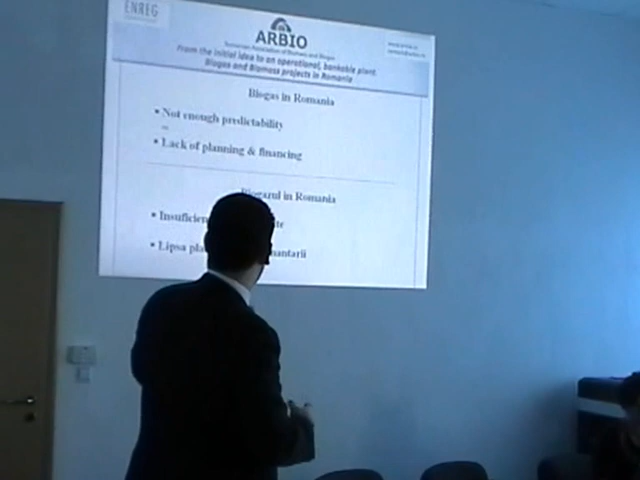 ENREG
ARBIO
Romanian Association of Biomass and Biogas
From the initial idea to an operational, bankable plant.
Biogas and Biomass projects in Romania
Biogas in Romania
• Not enough predictability
• Lack of planning & financing
Biogazul in Romania
• Insuficien
• Lipsa